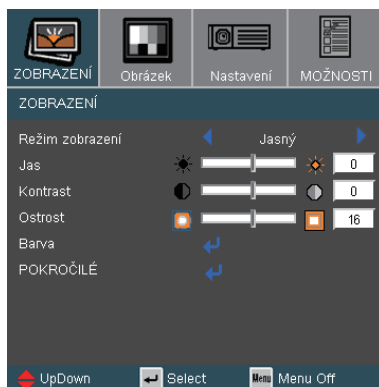 ZOBRAZENÍ Obrázek Nastavení MOŽNOSTI
ZOBRAZENÍ
Režim zobrazení Jasný
Jas 0
Kontrast 0
Ostrost 16
Barva
POKROČILÉ
UpDown Select Menu Menu Off